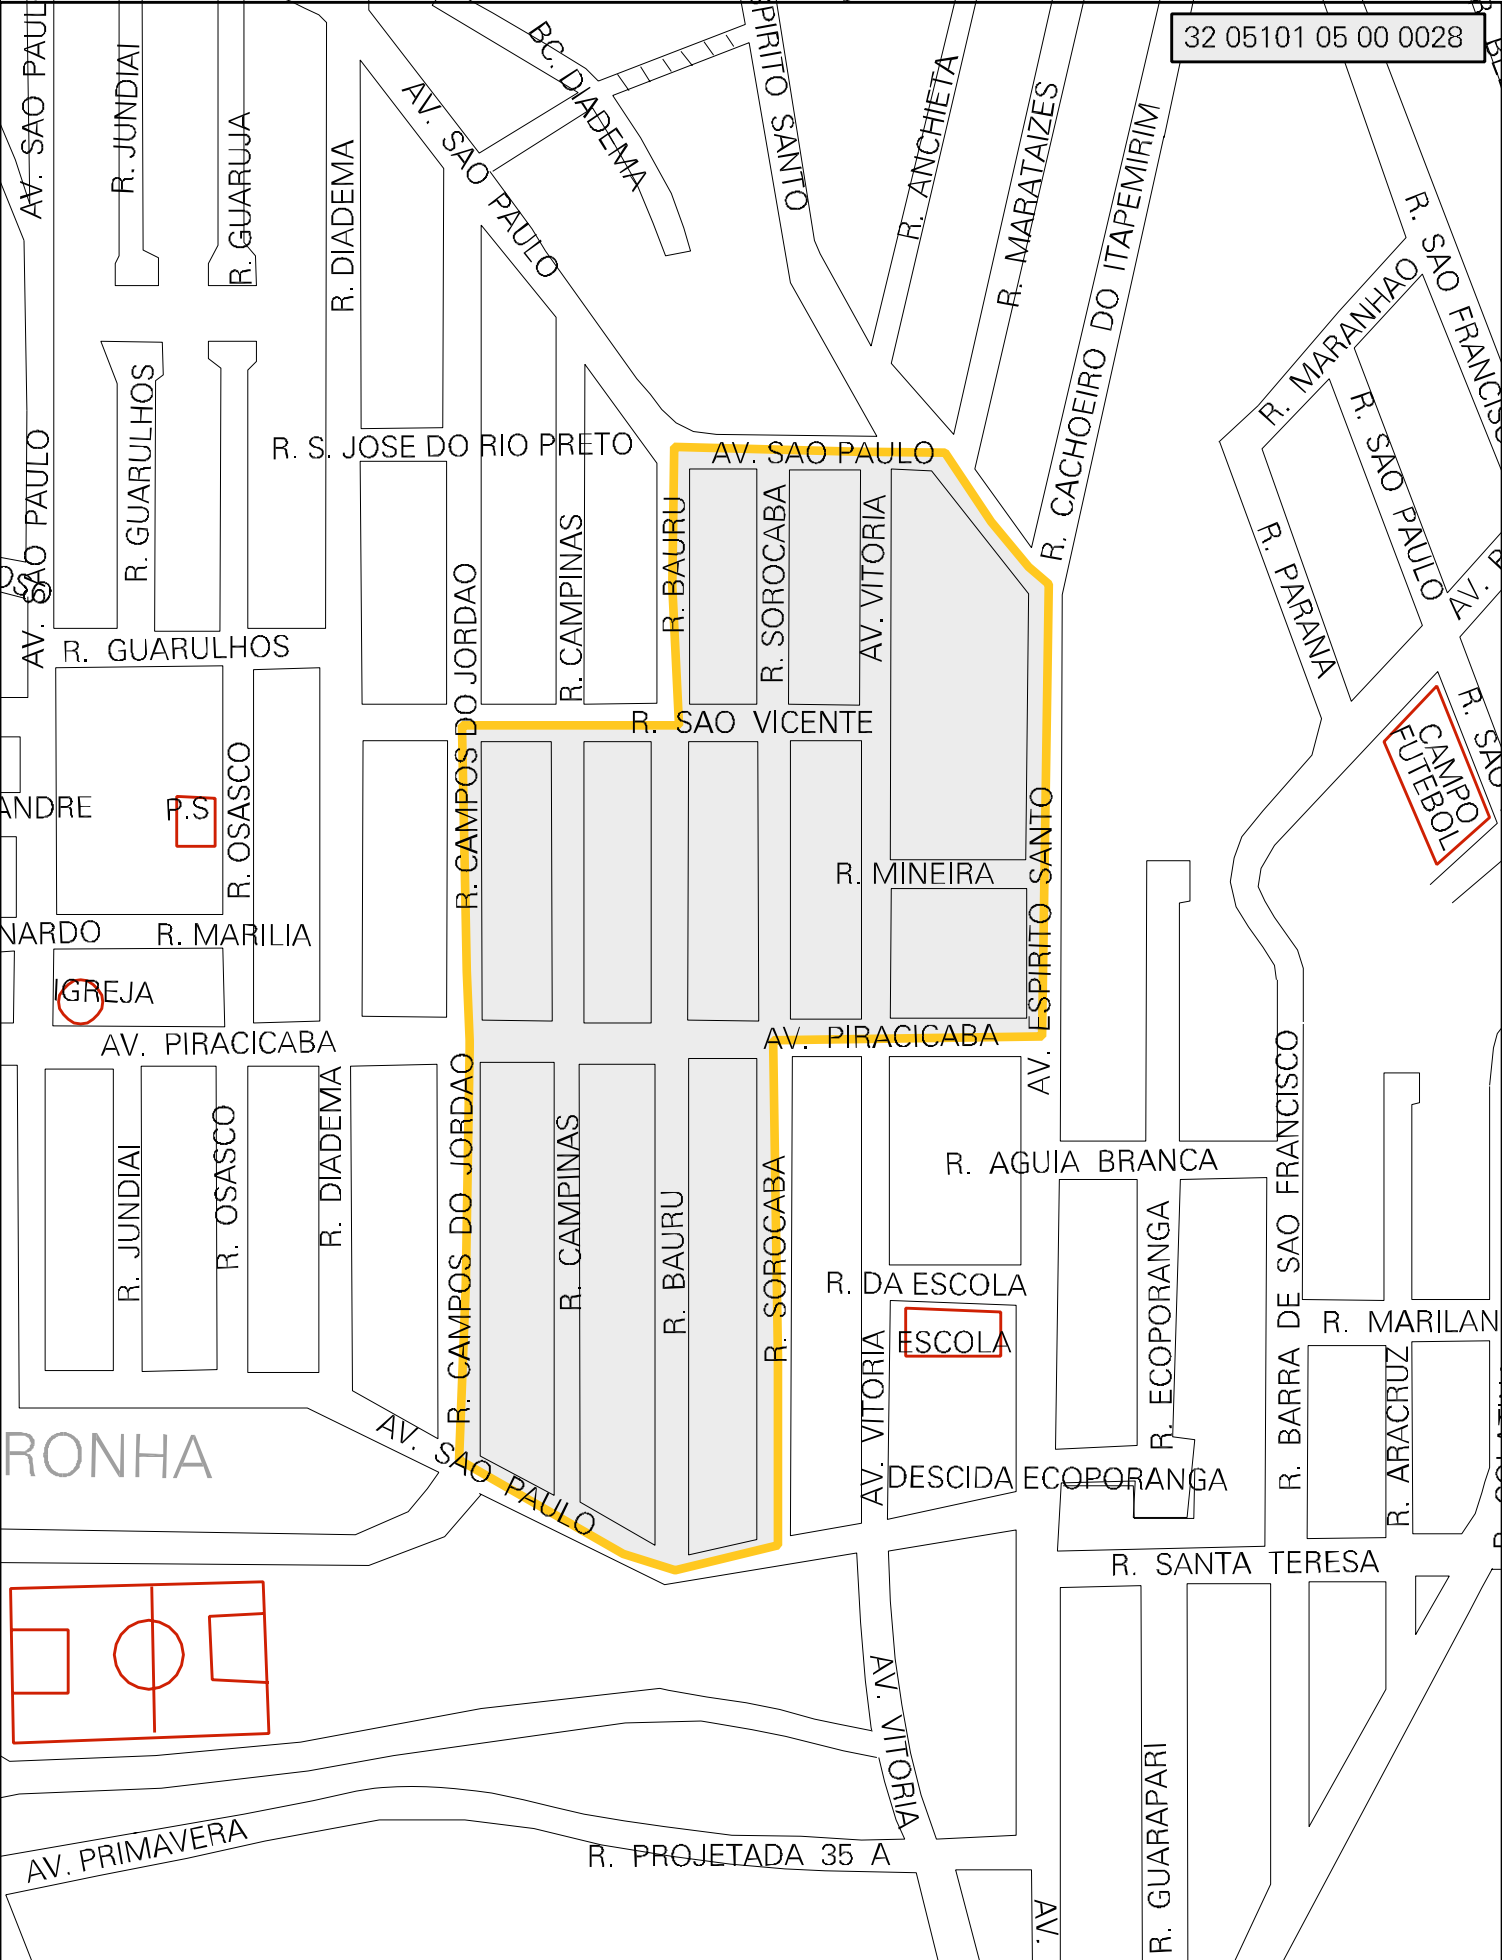 32 05101 05 00 0028
AV. SAO PAULO
R. JUNDIAI
R. GUARUJA
R. DIADEMA
AV. SAO PAULO
BC. DIADEMA
PIRITO SANTO
R. ANCHIETA
R. MARATAIZES
R. CACHOEIRO DO ITAPEMIRIM
R. SAO FRANCISCO
R. MARANHAO
R. SAO PAULO
R. PARANA
R. GUARULHOS
AV. SAO PAULO
R. S. JOSE DO RIO PRETO
AV. SAO PAULO
R. CAMPINAS
R. BAURU
R. SOROCABA
AV. VITORIA
R. CAMPOS DO JORDAO
R. GUARULHOS
R. SAO VICENTE
R. SAO
CAMPO
FUTEBOL
ANDRE
P.S
R. OSASCO
R. MINEIRA
AV. ESPIRITO SANTO
NARDO
R. MARILIA
IGREJA
AV. PIRACICABA
AV. PIRACICABA
R. JUNDIAI
R. OSASCO
R. DIADEMA
R. CAMPOS DO JORDAO
R. CAMPINAS
R. BAURU
R. SOROCABA
R. AGUIA BRANCA
R. DA ESCOLA
ESCOLA
AV. VITORIA
R. ECOPORANGA
R. BARRA DE SAO FRANCISCO
R. MARILAN
R. ARACRUZ
RONHA
AV. SAO PAULO
DESCIDA ECOPORANGA
R. SANTA TERESA
AV. VITORIA
R. GUARAPARI
AV. PRIMAVERA
R. PROJETADA 35 A
AV.